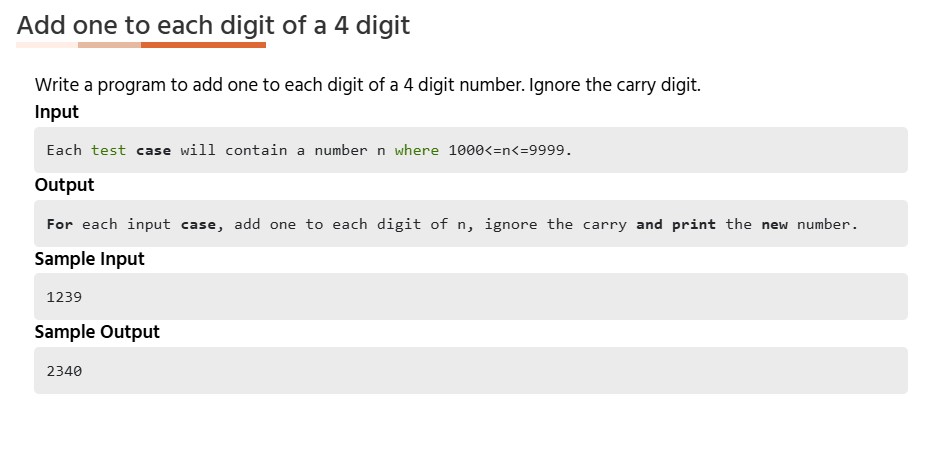 Add one to each digit of a 4 digit
Write a program to add one to each digit of a 4 digit number. Ignore the carry digit.
Input
Each test case will contain a number n where 1000<=n<=9999.
Output
For each input case, add one to each digit of n, ignore the carry and print the new number.
Sample Input
1239
Sample Output
2340